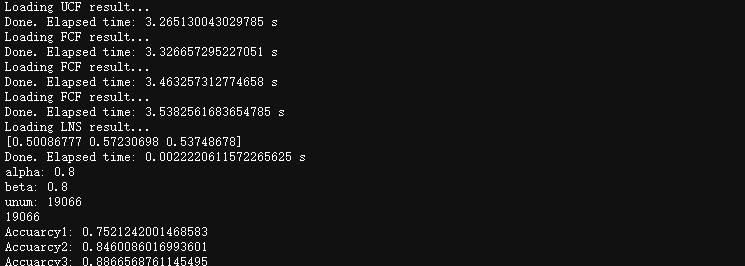 Loading UCF result...
Done. Elapsed time: 3.265130043029785 s
Loading FCF result...
Done. Elapsed time: 3.326657295227051 s
Loading FCF result...
Done. Elapsed time: 3.463257312774658 s
Loading FCF result...
Done. Elapsed time: 3.5382561683654785 s
Loading LNS result...
[0.50086777 0.57230698 0.53748678]
Done. Elapsed time: 0.0022220611572265625 s
alpha: 0.8
beta: 0.8
unum: 19066
19066
Accuarcy1: 0.7521242001468583
Accuarcy2: 0.8460086016993601
Accuarcy3: 0.8866568761145495